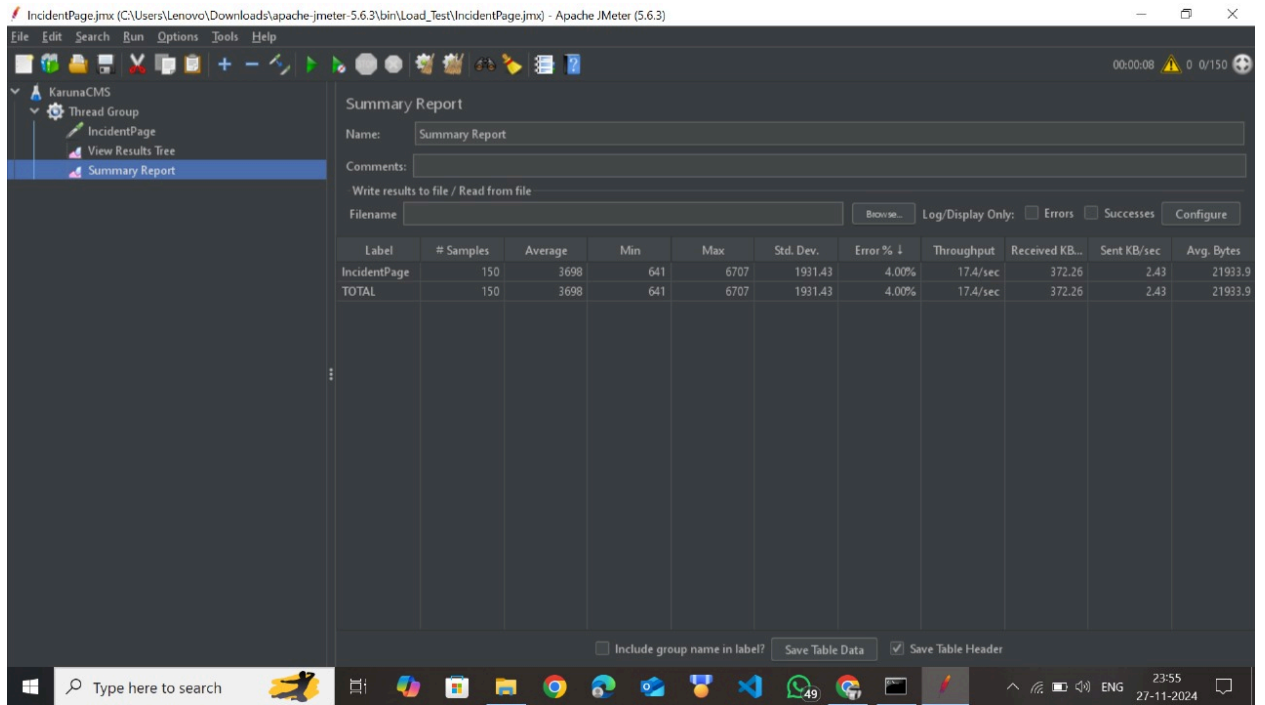 IncidentPage.jmx (C:\Users\Lenovo\Downloads\apache-jmeter-5.6.3\bin\Load_Test\IncidentPage.jmx) - Apache JMeter (5.6.3)
File Edit Search Run Options Tools Help
00:00:08 0 0/150
KarunaCMS
Thread Group
IncidentPage
View Results Tree
Summary Report
Summary Report
Name: Summary Report
Comments:
Write results to file / Read from file
Filename Browse... Log/Display Only: Errors Successes Configure
Label # Samples Average Min Max Std. Dev. Error % ↓ Throughput Received KB... Sent KB/sec Avg. Bytes
IncidentPage 150 3698 641 6707 1931.43 4.00% 17.4/sec 372.26 2.43 21933.9
TOTAL 150 3698 641 6707 1931.43 4.00% 17.4/sec 372.26 2.43 21933.9
Include group name in label? Save Table Data Save Table Header
Type here to search 49 ENG 23:55
27-11-2024